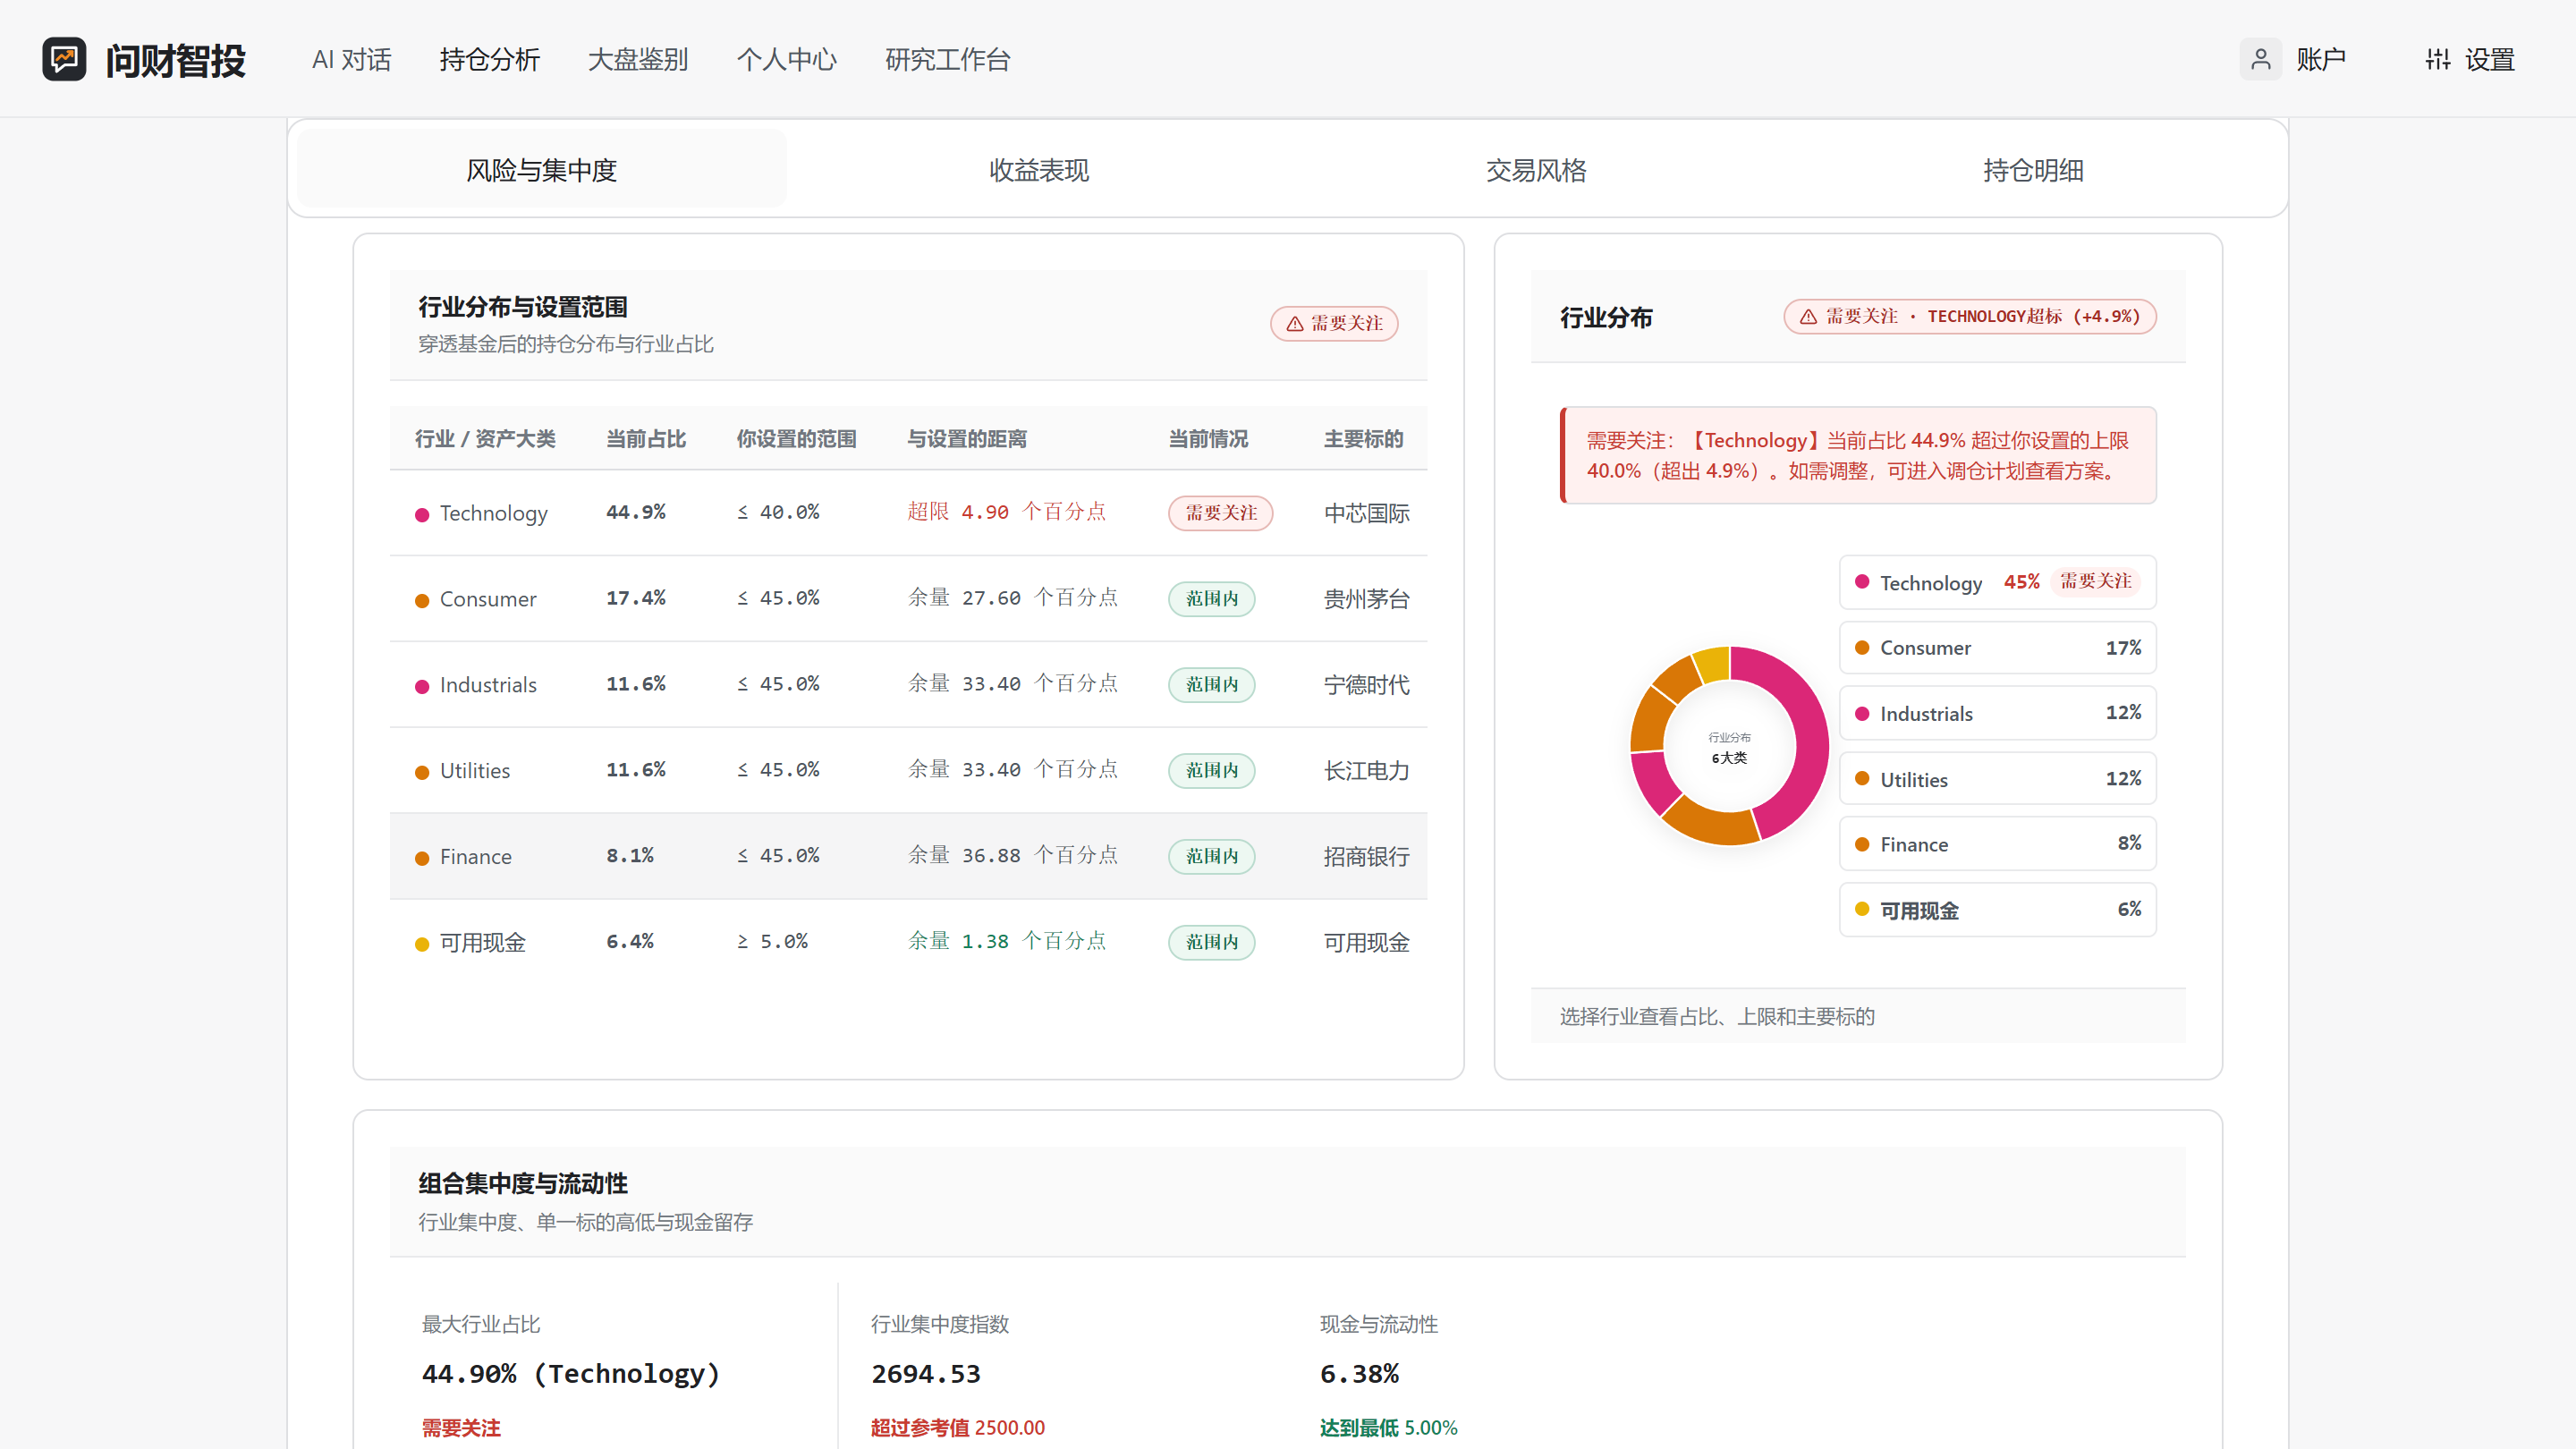 问财智投
AI 对话
持仓分析
大盘鉴别
个人中心
研究工作台
账户
设置
风险与集中度
收益表现
交易风格
持仓明细
行业分布与设置范围
穿透基金后的持仓分布与行业占比
需要关注
行业 / 资产大类 当前占比 你设置的范围 与设置的距离 当前情况 主要标的
Technology 44.9% ≤ 40.0% 超限 4.90 个百分点 需要关注 中芯国际
Consumer 17.4% ≤ 45.0% 余量 27.60 个百分点 范围内 贵州茅台
Industrials 11.6% ≤ 45.0% 余量 33.40 个百分点 范围内 宁德时代
Utilities 11.6% ≤ 45.0% 余量 33.40 个百分点 范围内 长江电力
Finance 8.1% ≤ 45.0% 余量 36.88 个百分点 范围内 招商银行
可用现金 6.4% ≥ 5.0% 余量 1.38 个百分点 范围内 可用现金
行业分布
需要关注 · TECHNOLOGY超标 (+4.9%)
需要关注：【Technology】当前占比 44.9% 超过你设置的上限
40.0%（超出 4.9%）。如需调整，可进入调仓计划查看方案。
行业分布
6大类
Technology 45% 需要关注
Consumer 17%
Industrials 12%
Utilities 12%
Finance 8%
可用现金 6%
选择行业查看占比、上限和主要标的
组合集中度与流动性
行业集中度、单一标的高低与现金留存
最大行业占比
44.90% (Technology)
需要关注
行业集中度指数
2694.53
超过参考值 2500.00
现金与流动性
6.38%
达到最低 5.00%